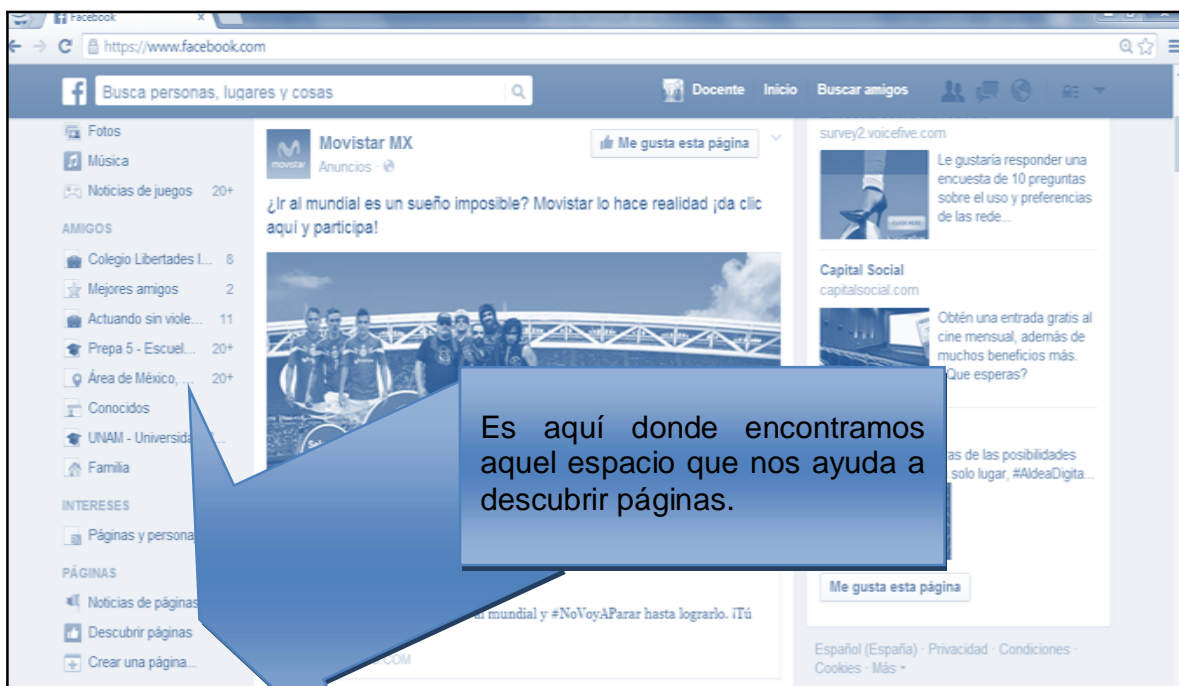 Facebook
https://www.facebook.com
Busca personas, lugares y cosas
Docente Inicio Buscar amigos
Fotos
Música
Noticias de juegos 20+
AMIGOS
Colegio Libertades I... 8
Mejores amigos 2
Actuando sin viole... 11
Prepa 5 - Escuel... 20+
Área de México, ... 20+
Conocidos
UNAM - Universida
Familia
INTERESES
Páginas y persona
PÁGINAS
Noticias de páginas
Descubrir páginas
Crear una página...
movistar
Movistar MX
Anuncios
Me gusta esta página
¿Ir al mundial es un sueño imposible? Movistar lo hace realidad ¡da clic
aquí y participa!
Es aquí donde encontramos
aquel espacio que nos ayuda a
descubrir páginas.
al mundial y #NoVoyAParar hasta lograrlo. ¡Tú
.COM
survey2.voicefive.com
Le gustaría responder una
encuesta de 10 preguntas
sobre el uso y preferencias
de las rede...
Capital Social
capitalsocial.com
Obtén una entrada gratis al
cine mensual, además de
muchos beneficios más.
Que esperas?
as de las posibilidades
solo lugar, #AldeaDigita...
Me gusta esta página
Español (España) · Privacidad · Condiciones ·
Cookies · Más